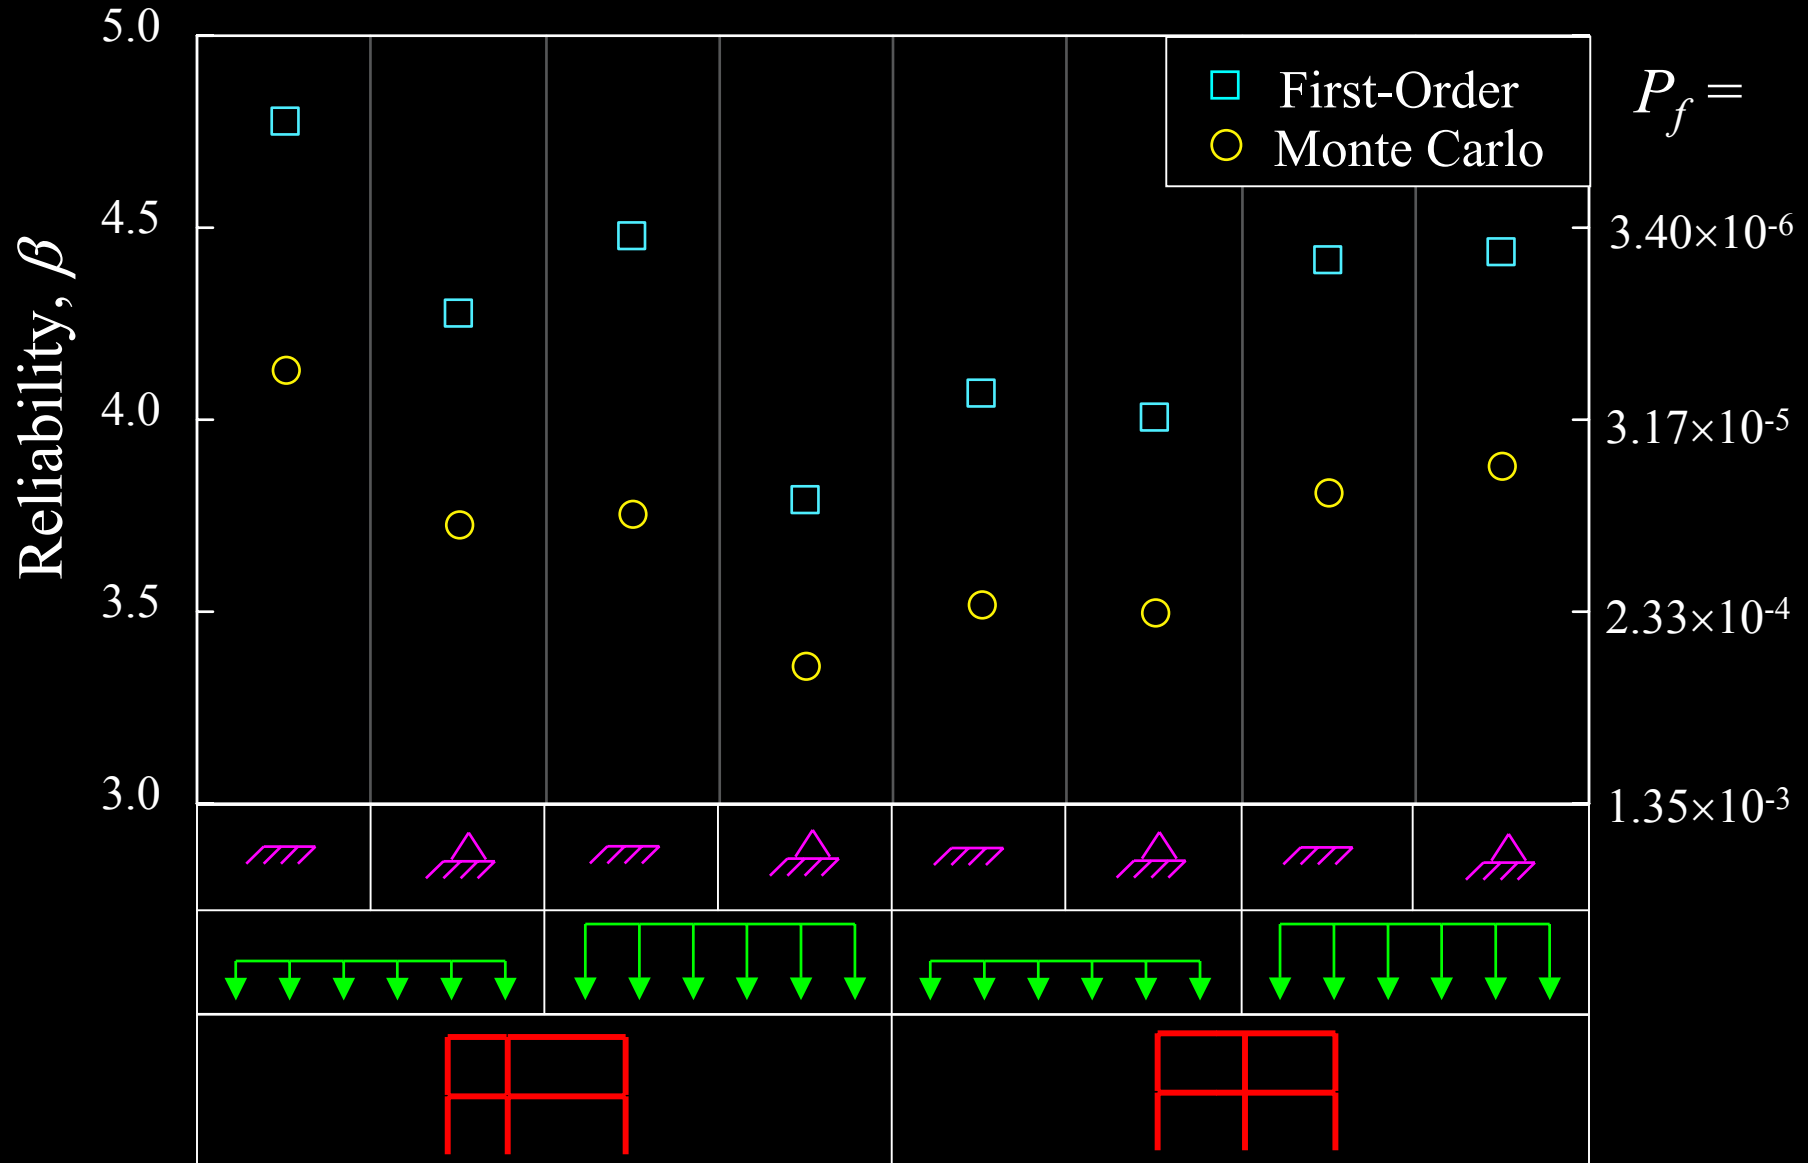 5.0
4.5
4.0
3.5
3.0
Reliability, β
First-Order
Monte Carlo
P_f =
3.40×10^-6
3.17×10^-5
2.33×10^-4
1.35×10^-3